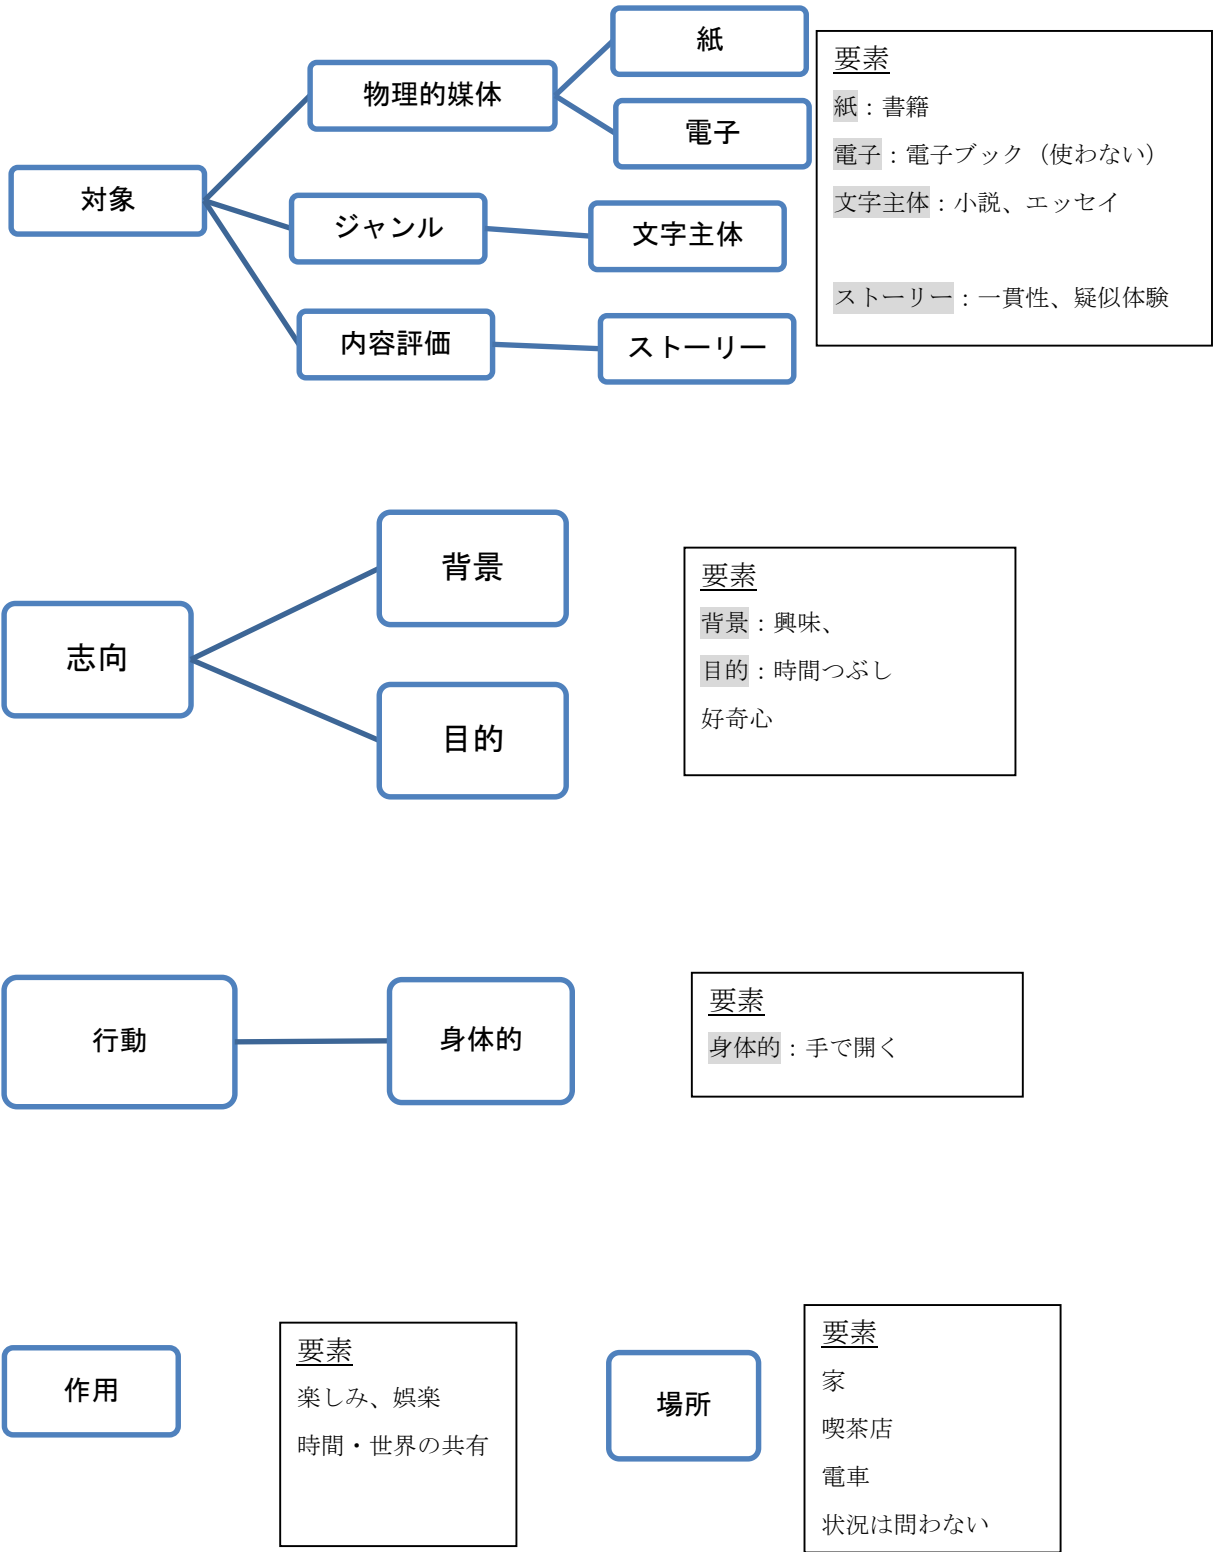 紙
物理的媒体
電子
対象
ジャンル
文字主体
内容評価
ストーリー
要素
紙：書籍
電子：電子ブック（使わない）
文字主体：小説、エッセイ
ストーリー：一貫性、疑似体験
背景
志向
目的
要素
背景：興味、
目的：時間つぶし
好奇心
行動
身体的
要素
身体的：手で開く
作用
要素
楽しみ、娯楽
時間・世界の共有
場所
要素
家
喫茶店
電車
状況は問わない